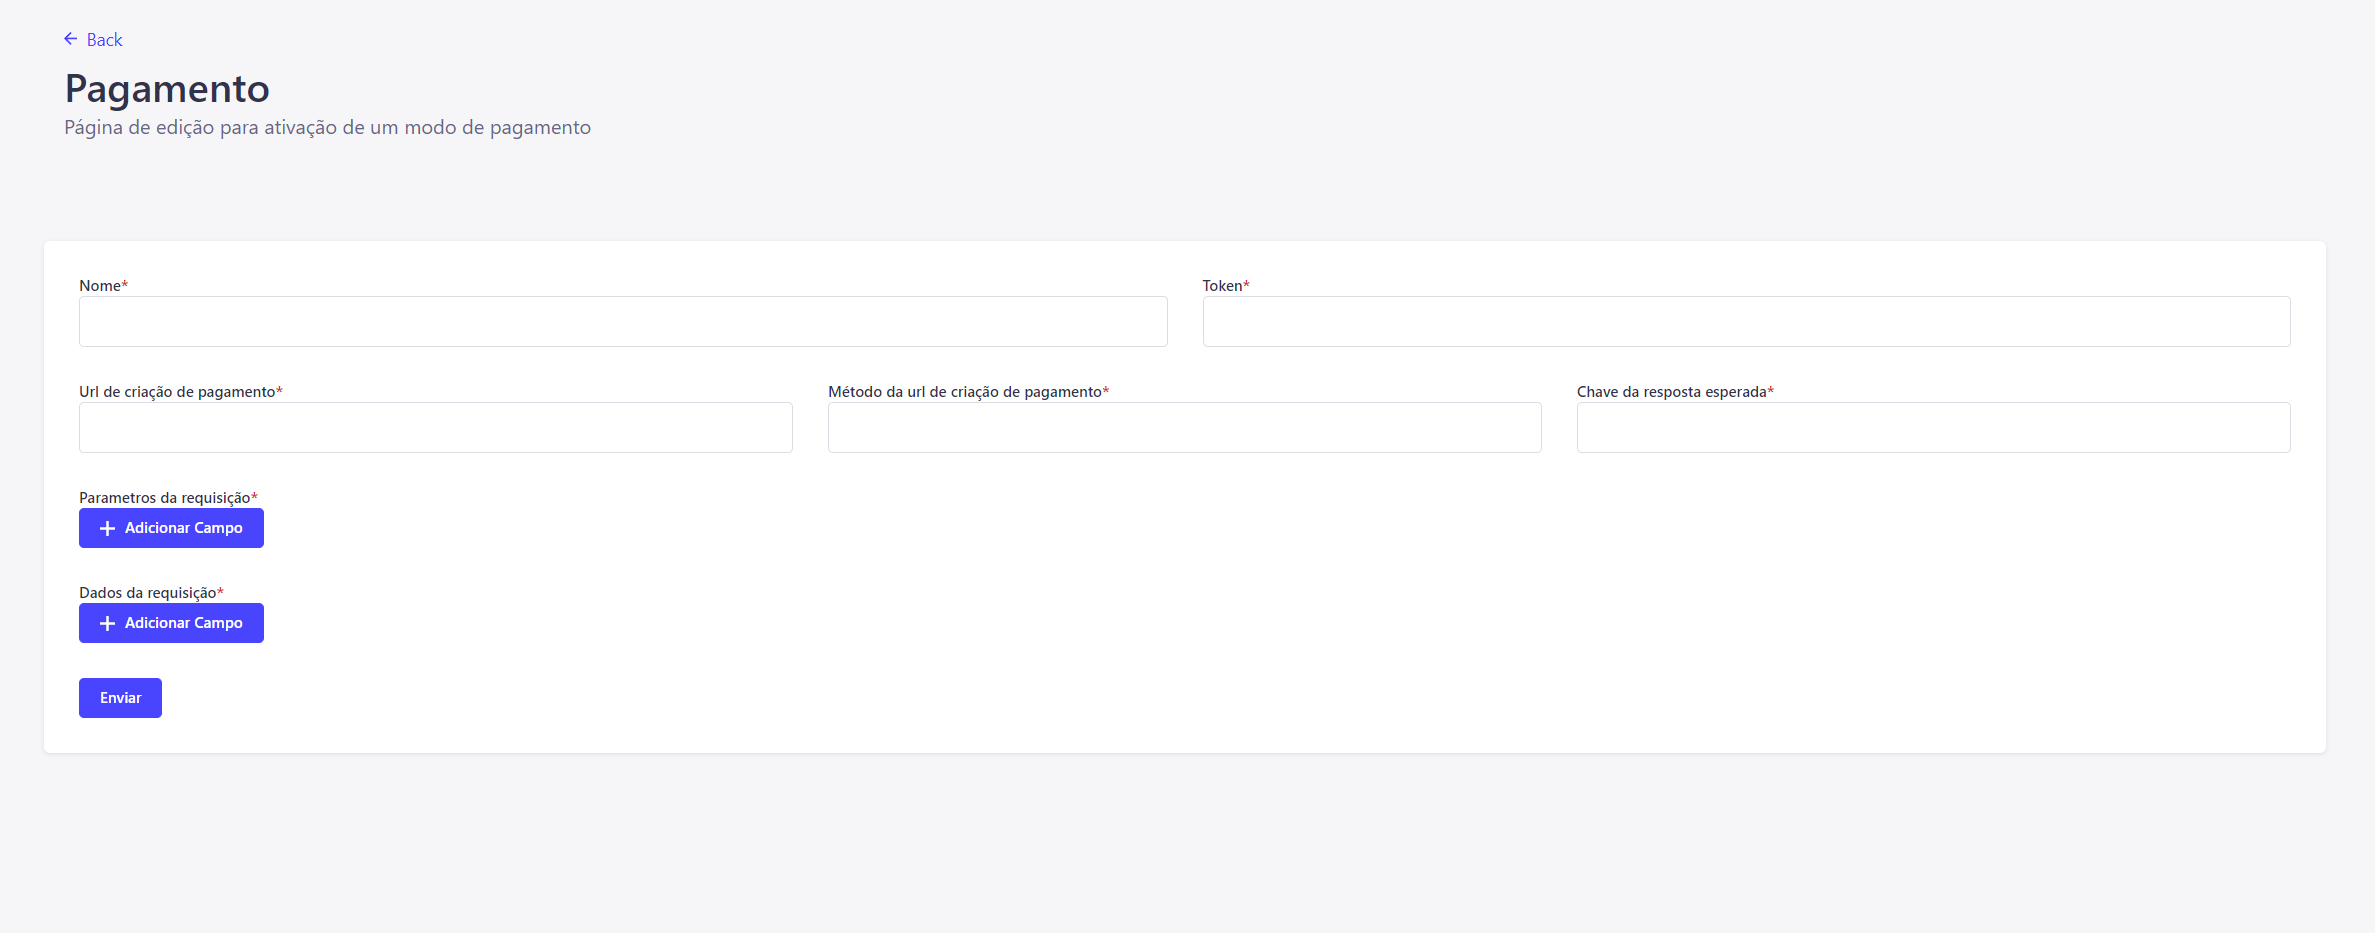 Back
Pagamento
Página de edição para ativação de um modo de pagamento
Nome*
Token*
Url de criação de pagamento*
Método da url de criação de pagamento*
Chave da resposta esperada*
Parametros da requisição*
Adicionar Campo
Dados da requisição*
Adicionar Campo
Enviar